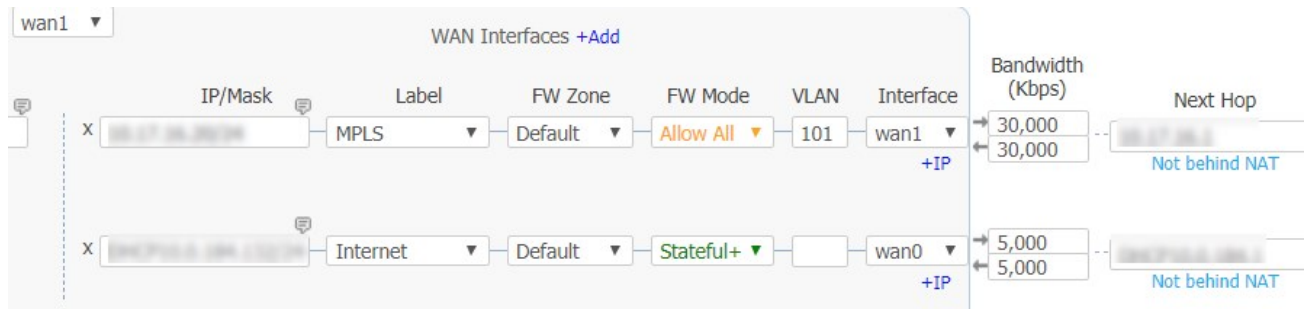 wan1
WAN Interfaces +Add
Bandwidth
(Kbps)
IP/Mask Label FW Zone FW Mode VLAN Interface Next Hop
X MPLS Default Allow All 101 wan1 30,000
30,000
+IP Not behind NAT
X Internet Default Stateful+ wan0 5,000
5,000
+IP Not behind NAT